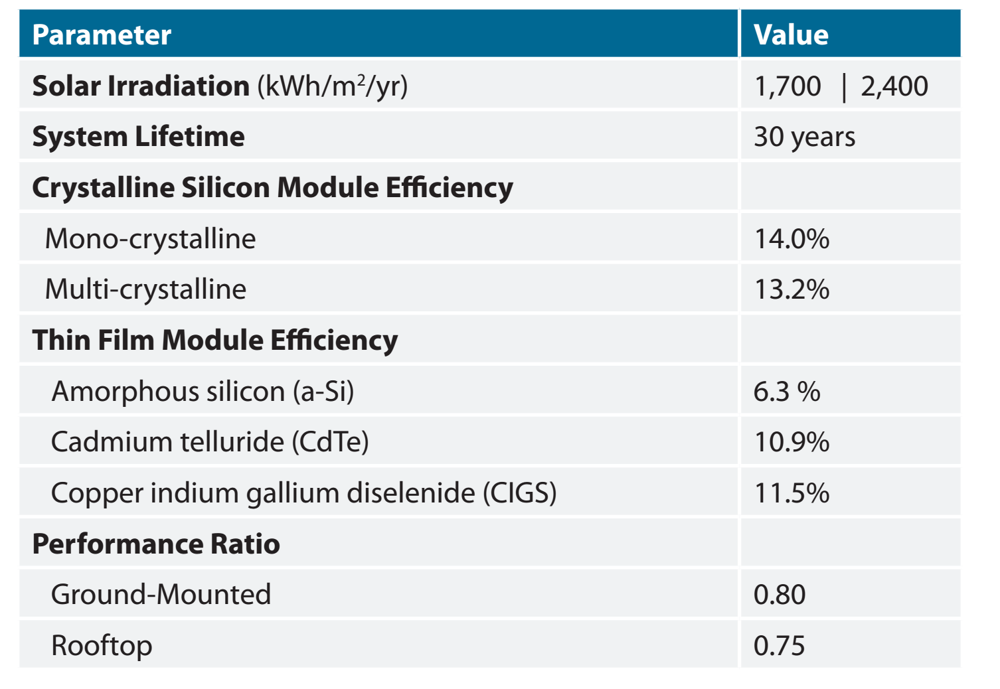 Parameter Value
Solar Irradiation (kWh/m²/yr) 1,700 | 2,400
System Lifetime 30 years
Crystalline Silicon Module Efficiency
Mono-crystalline 14.0%
Multi-crystalline 13.2%
Thin Film Module Efficiency
Amorphous silicon (a-Si) 6.3 %
Cadmium telluride (CdTe) 10.9%
Copper indium gallium diselenide (CIGS) 11.5%
Performance Ratio
Ground-Mounted 0.80
Rooftop 0.75